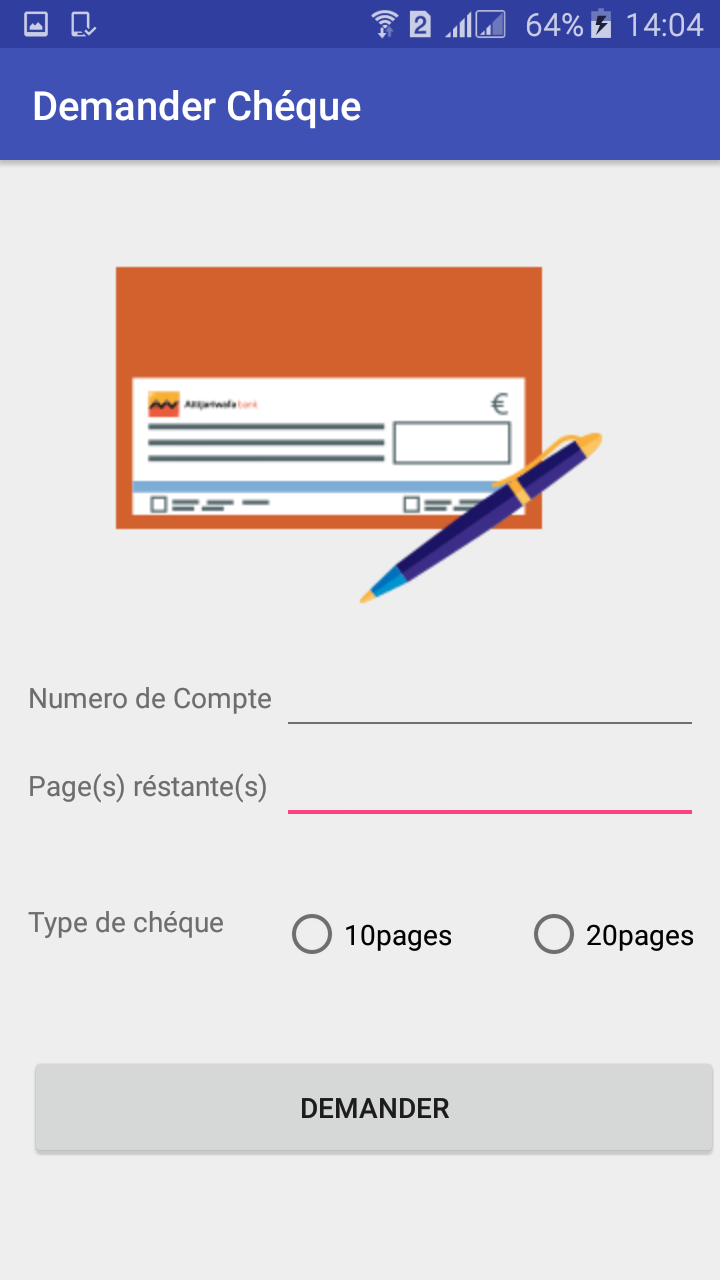 2 64% 14:04
Demander Chéque
Attijariwafa bank
€
Numero de Compte
Page(s) réstante(s)
Type de chéque 10pages 20pages
DEMANDER